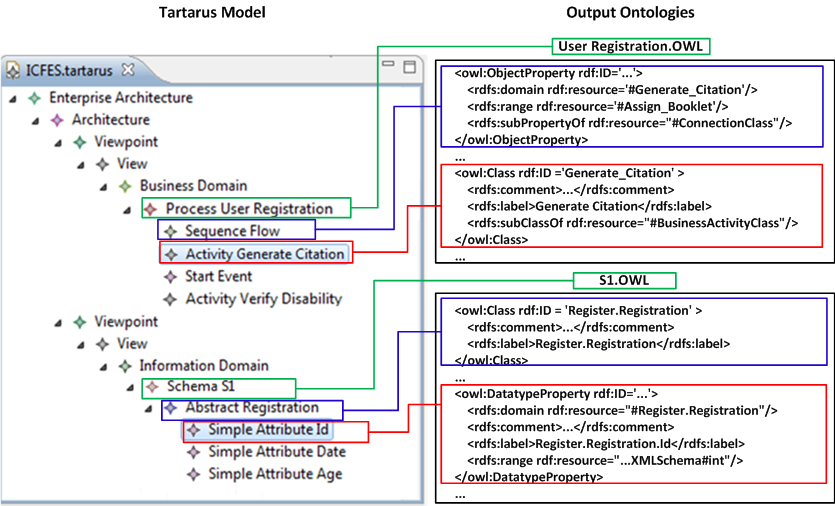 Tartarus Model
Output Ontologies
ICFES.tartarus
Enterprise Architecture
Architecture
Viewpoint
View
Business Domain
Process User Registration
Sequence Flow
Activity Generate Citation
Start Event
Activity Verify Disability
Viewpoint
View
Information Domain
Schema S1
Abstract Registration
Simple Attribute Id
Simple Attribute Date
Simple Attribute Age
User Registration.OWL
<owl:ObjectProperty rdf:ID='...'>
<rdfs:domain rdf:resource='#Generate_Citation'/>
<rdfs:range rdf:resource='#Assign_Booklet'/>
<rdfs:subPropertyOf rdf:resource="#ConnectionClass"/>
</owl:ObjectProperty>
...
<owl:Class rdf:ID ='Generate_Citation' >
<rdfs:comment>...</rdfs:comment>
<rdfs:label>Generate Citation</rdfs:label>
<rdfs:subClassOf rdf:resource="#BusinessActivityClass"/>
</owl:Class>
...
S1.OWL
<owl:Class rdf:ID = 'Register.Registration' >
<rdfs:comment>...</rdfs:comment>
<rdfs:label>Register.Registration</rdfs:label>
</owl:Class>
...
<owl:DatatypeProperty rdf:ID='...'>
<rdfs:domain rdf:resource="#Register.Registration"/>
<rdfs:comment>...</rdfs:comment>
<rdfs:label>Register.Registration.Id</rdfs:label>
<rdfs:range rdf:resource="...XMLSchema#int"/>
</owl:DatatypeProperty>
...